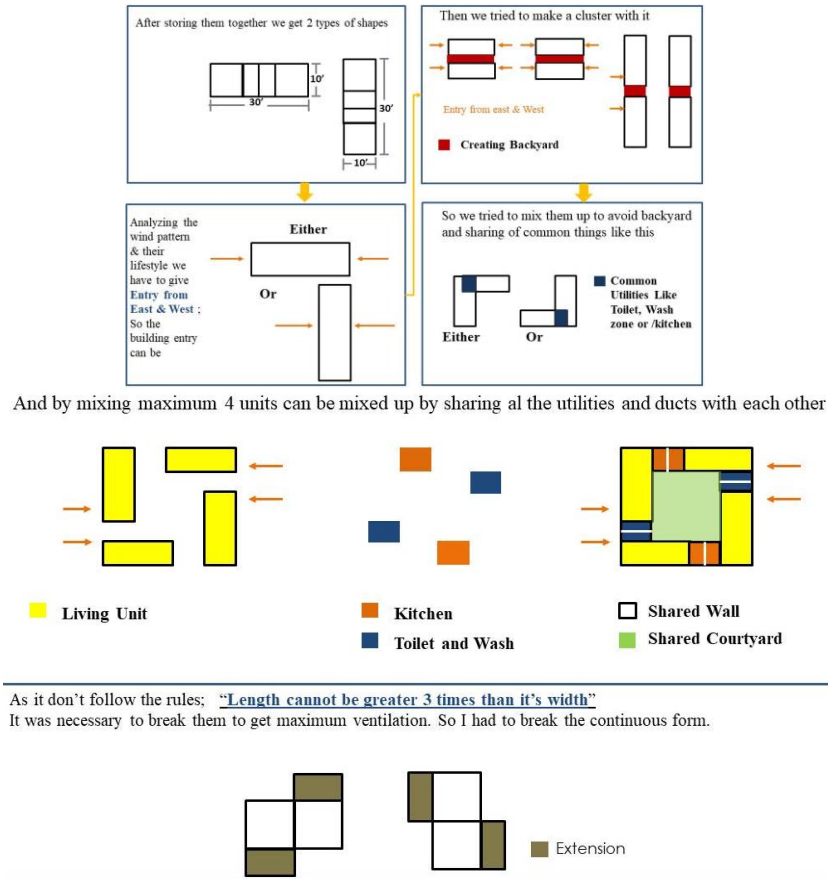 After storing them together we get 2 types of shapes
10'
30'
30'
10'
Then we tried to make a cluster with it
Entry from east & West
Creating Backyard
Analyzing the
wind pattern
& their
lifestyle we
have to give
Entry from
East & West ;
So the
building entry
can be
Either
Or
So we tried to mix them up to avoid backyard
and sharing of common things like this
Common
Utilities Like
Toilet, Wash
zone or /kitchen
Either
Or
And by mixing maximum 4 units can be mixed up by sharing al the utilities and ducts with each other
Living Unit
Kitchen
Toilet and Wash
Shared Wall
Shared Courtyard
As it don’t follow the rules; “Length cannot be greater 3 times than it’s width”
It was necessary to break them to get maximum ventilation. So I had to break the continuous form.
Extension